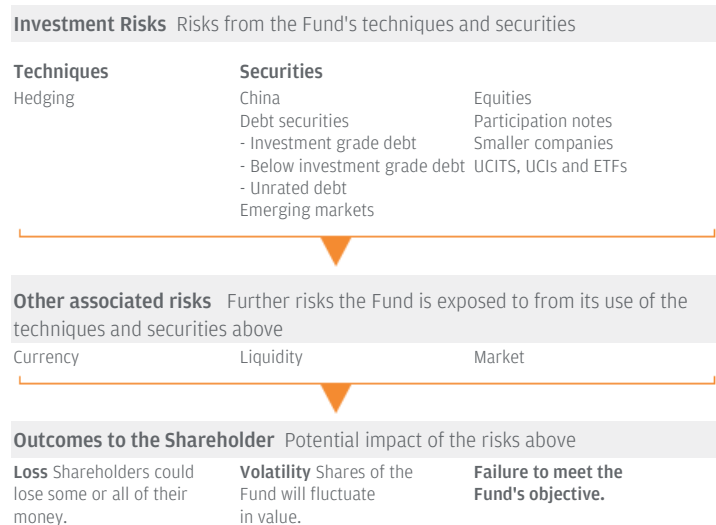 Investment Risks Risks from the Fund's techniques and securities
Techniques
Hedging
Securities
China
Debt securities
- Investment grade debt
- Below investment grade debt
- Unrated debt
Emerging markets
Equities
Participation notes
Smaller companies
UCITS, UCIs and ETFs
Other associated risks Further risks the Fund is exposed to from its use of the
techniques and securities above
Currency
Liquidity
Market
Outcomes to the Shareholder Potential impact of the risks above
Loss Shareholders could
lose some or all of their
money.
Volatility Shares of the
Fund will fluctuate
in value.
Failure to meet the
Fund's objective.